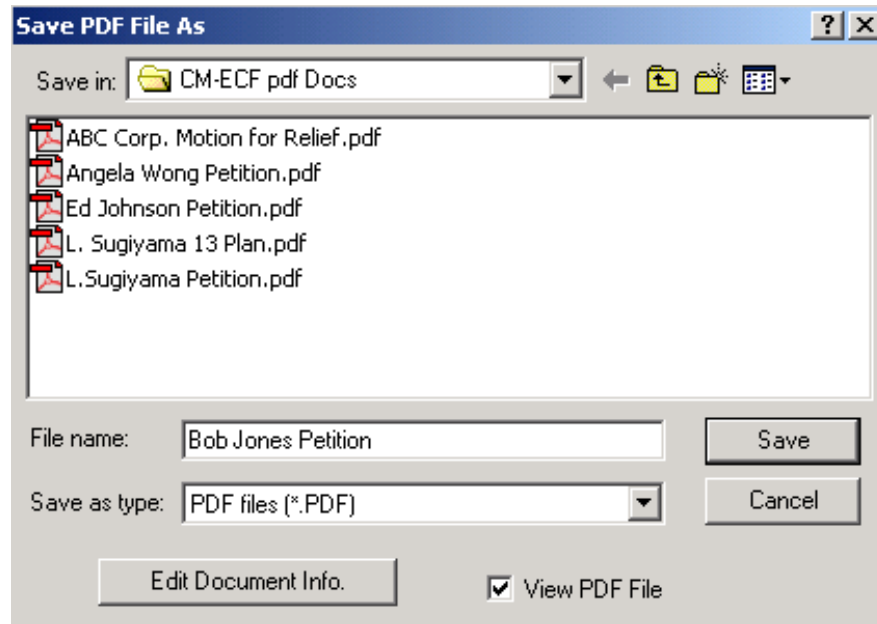 Save PDF File As
Save in: CM-ECF pdf Docs
ABC Corp. Motion for Relief.pdf
Angela Wong Petition.pdf
Ed Johnson Petition.pdf
L. Sugiyama 13 Plan.pdf
L.Sugiyama Petition.pdf
File name: Bob Jones Petition Save
Save as type: PDF files (*.PDF) Cancel
Edit Document Info. View PDF File